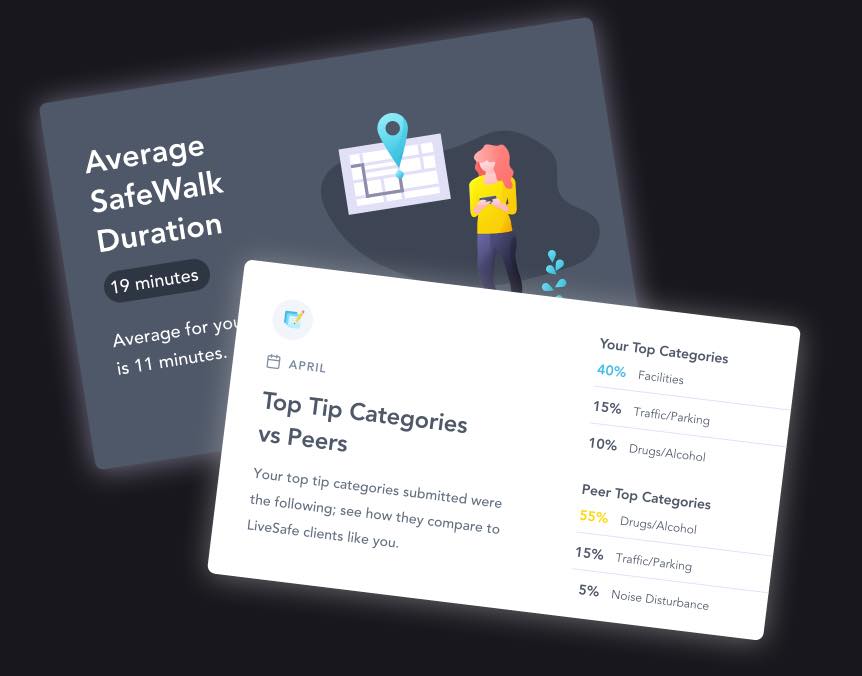 Average
SafeWalk
Duration
19 minutes
Average for you
is 11 minutes.
APRIL
Top Tip Categories
vs Peers
Your top tip categories submitted were
the following; see how they compare to
LiveSafe clients like you.
Your Top Categories
40% Facilities
15% Traffic/Parking
10% Drugs/Alcohol
Peer Top Categories
55% Drugs/Alcohol
15% Traffic/Parking
5% Noise Disturbance